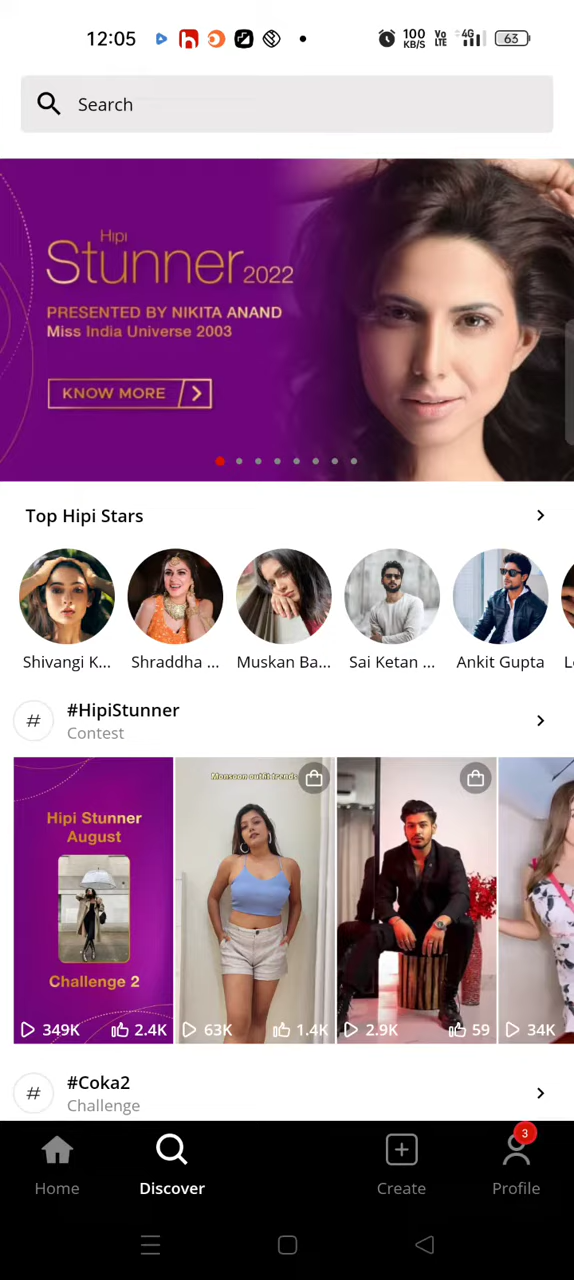 12:05
100 KB/S
Vo LTE
4G
63
Search
Hipi
Stunner 2022
PRESENTED BY NIKITA ANAND
Miss India Universe 2003
KNOW MORE
Top Hipi Stars
Shivangi K... Shraddha ... Muskan Ba... Sai Ketan ... Ankit Gupta
#HipiStunner
Contest
Hipi Stunner
August
Challenge 2
349K 2.4K
Monsoon outfit trends
63K 1.4K
2.9K 59
34K
#Coka2
Challenge
3
Home Discover Create Profile